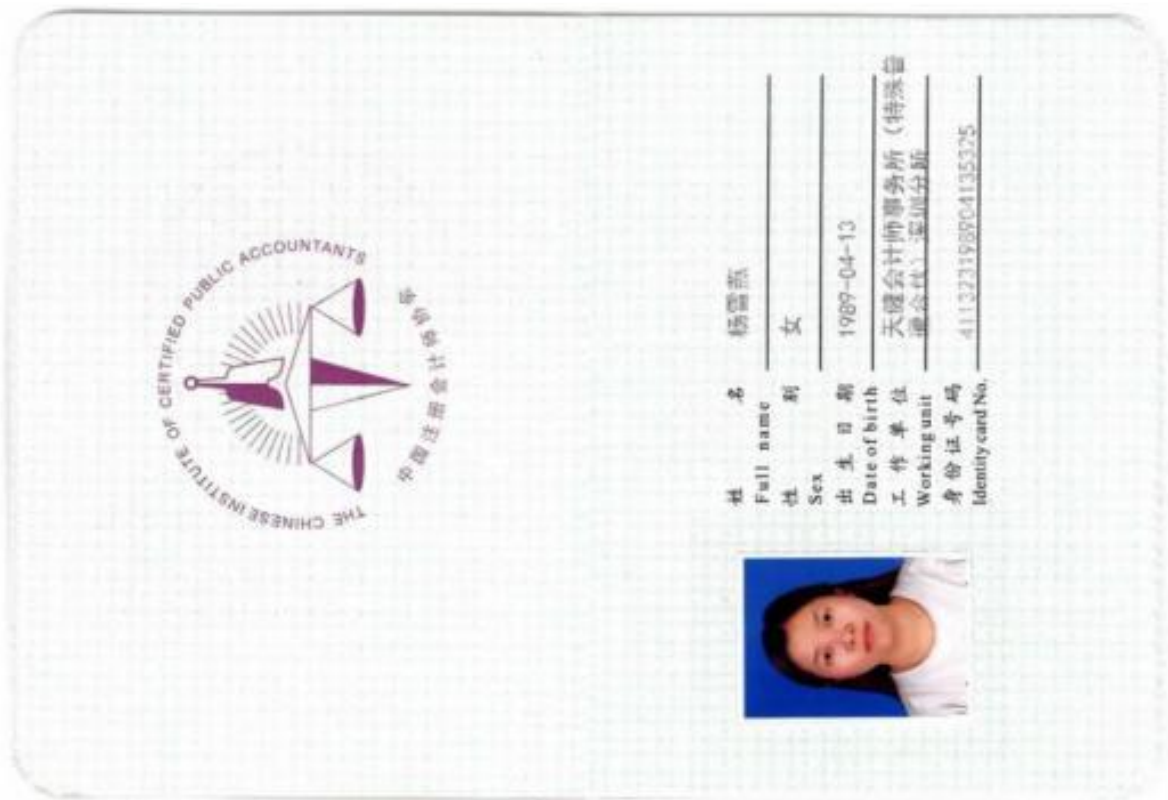 THE CHINESE INSTITUTE OF CERTIFIED PUBLIC ACCOUNTANTS
中国注册会计师协会
姓 名 杨雪燕
Full name
性 别 女
Sex
出 生 日 期 1989-04-13
Date of birth
工 作 单 位 天健会计师事务所（特殊普
Working unit 通合伙）深圳分所
身 份 证 号 码 411323198904135325
Identity card No.